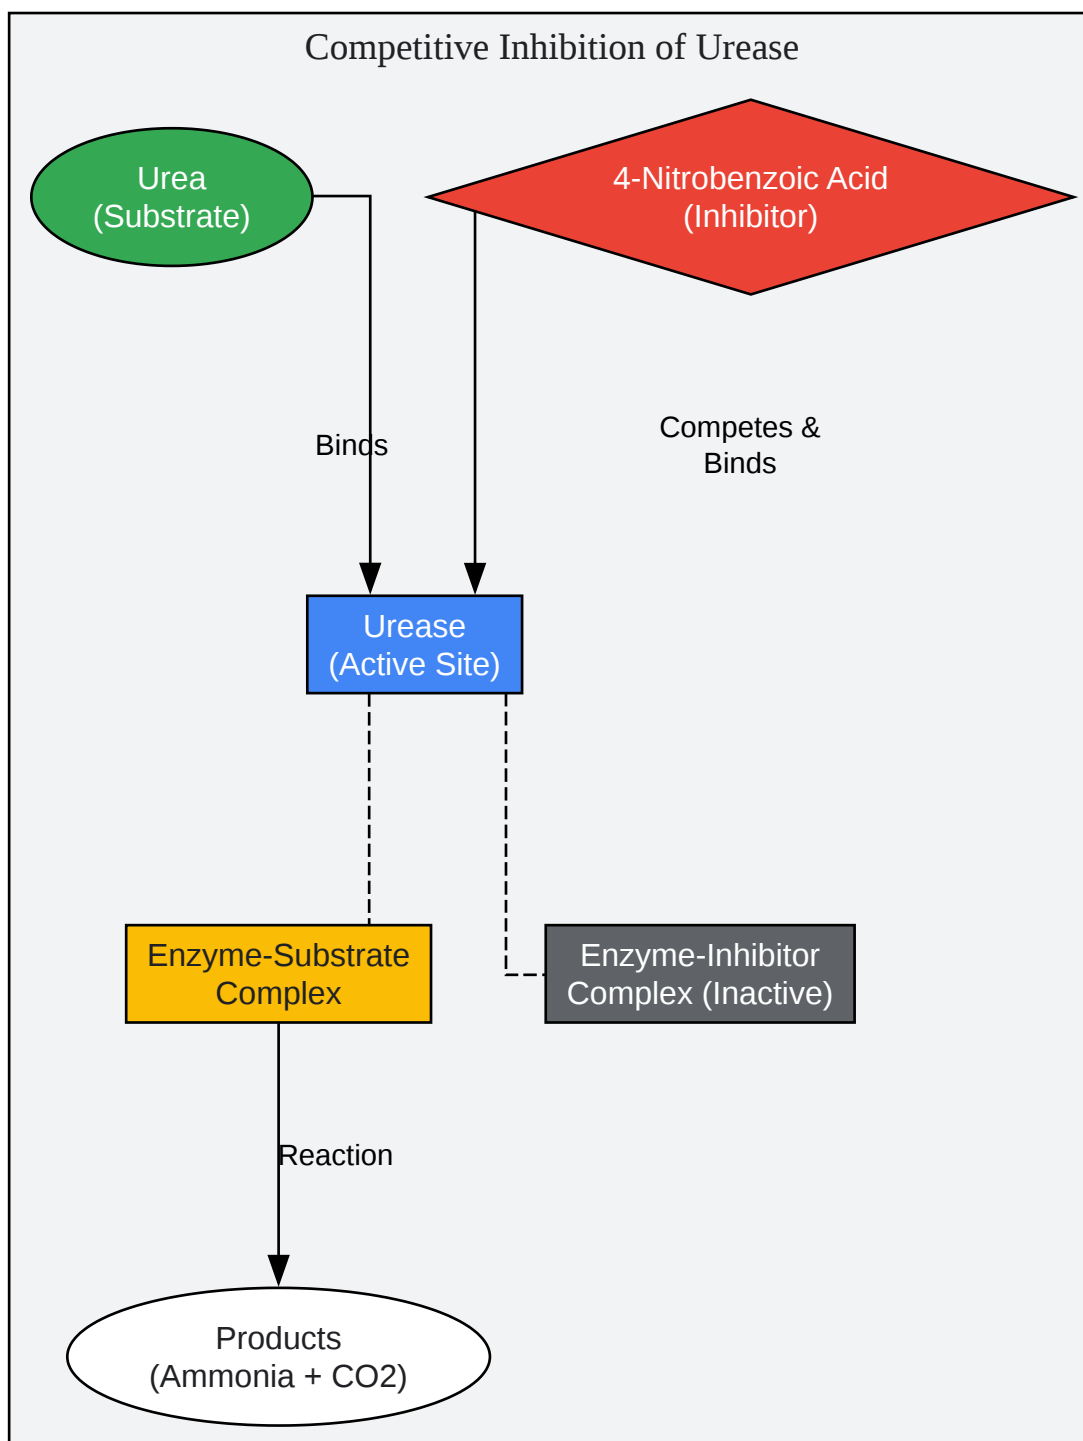 Competitive Inhibition of Urease
Urea
(Substrate)
4-Nitrobenzoic Acid
(Inhibitor)
Binds
Competes &
Binds
Urease
(Active Site)
Enzyme-Substrate
Complex
Enzyme-Inhibitor
Complex (Inactive)
Reaction
Products
(Ammonia + CO2)